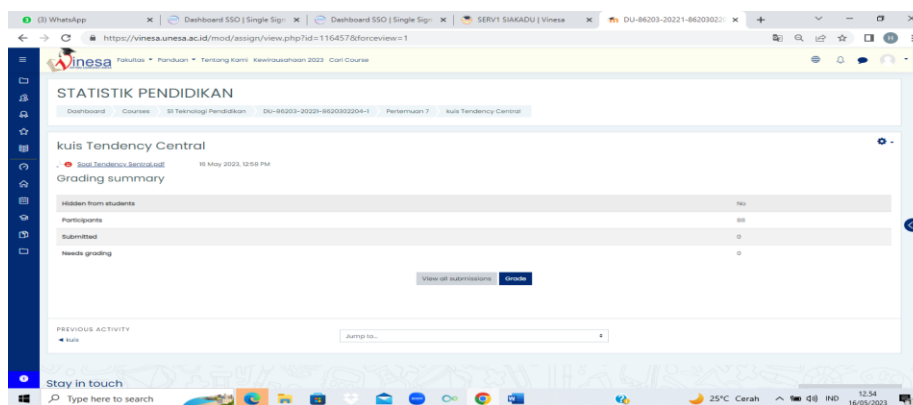 (3) WhatsApp
Dashboard SSO | Single Sign
Dashboard SSO | Single Sign
SERV1 SIAKADU | Vinesa
DU-86203-20221-8620302204
https://vinesa.unesa.ac.id/mod/assign/view.php?id=116457&forceview=1
Vinesa Fakultas Panduan Tentang Kami Kewirausahaan 2023 Cari Course
STATISTIK PENDIDIKAN
Dashboard Courses S1 Teknologi Pendidikan DU-86203-20221-8620302204-1 Pertemuan 7 kuis Tendency Central
kuis Tendency Central
Soal Tendency Sentral.pdf 16 May 2023, 12:58 PM
Grading summary
Hidden from students No
Participants
Submitted 0
Needs grading 0
View all submissions Grade
PREVIOUS ACTIVITY
◄ kuis
Jump to...
Stay in touch
Type here to search
25°C Cerah IND 12.54
16/05/2023